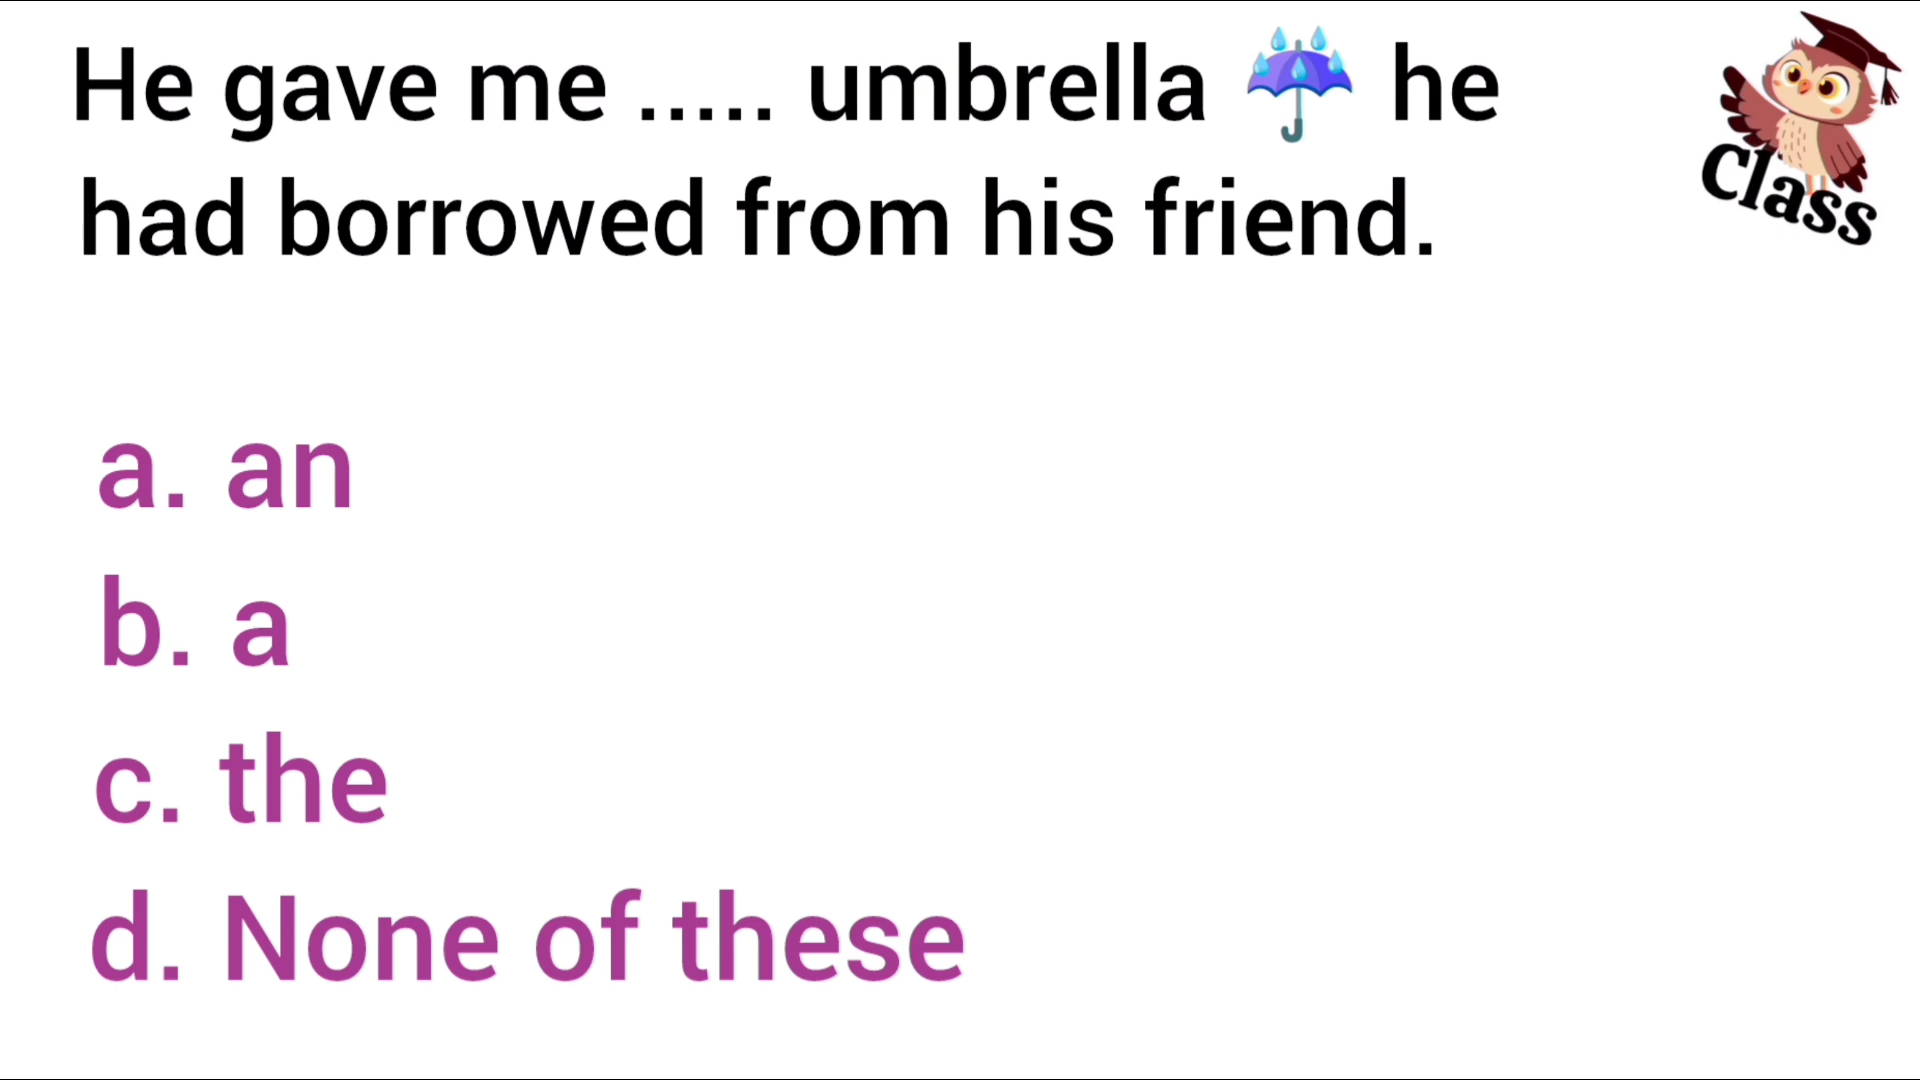 He gave me ..... umbrella ☔ he
had borrowed from his friend.
Class
a. an
b. a
c. the
d. None of these